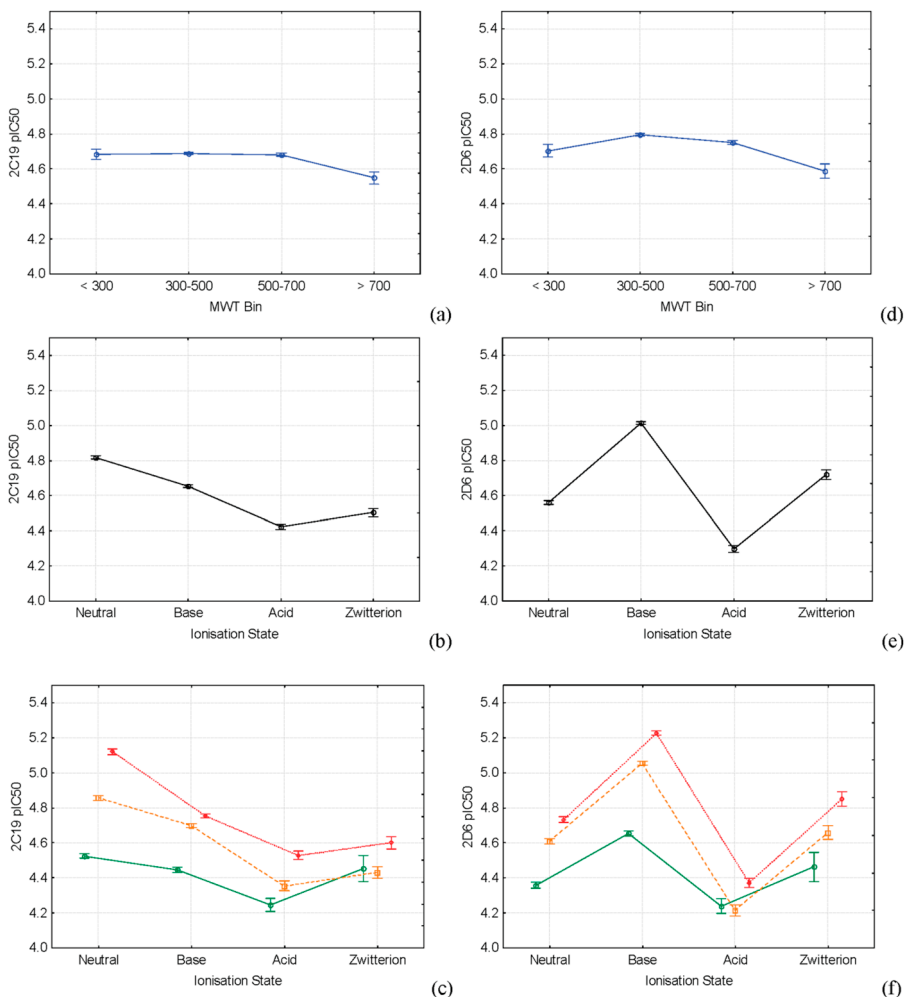 5.4
5.2
5.0
4.8
4.6
4.4
4.2
4.0
2C19 pIC50
< 300 300-500 500-700 > 700
MWT Bin
(a)
5.4
5.2
5.0
4.8
4.6
4.4
4.2
4.0
2D6 pIC50
< 300 300-500 500-700 > 700
MWT Bin
(d)
5.4
5.2
5.0
4.8
4.6
4.4
4.2
4.0
2C19 pIC50
Neutral Base Acid Zwitterion
Ionisation State
(b)
5.4
5.2
5.0
4.8
4.6
4.4
4.2
4.0
2D6 pIC50
Neutral Base Acid Zwitterion
Ionisation State
(e)
5.4
5.2
5.0
4.8
4.6
4.4
4.2
4.0
2C19 pIC50
Neutral Base Acid Zwitterion
Ionisation State
(c)
5.4
5.2
5.0
4.8
4.6
4.4
4.2
4.0
2D6 pIC50
Neutral Base Acid Zwitterion
Ionisation State
(f)